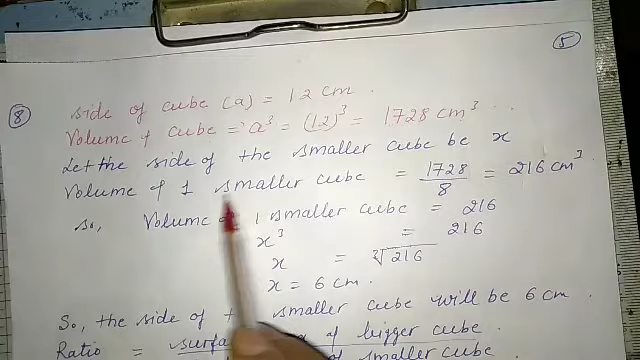 5
8
side of cube (a) = 12 cm.
Volume of cube = a³ = (12)³ = 1728 cm³
Let the side of the smaller cube be x
Volume of 1 smaller cube = 1728/8 = 216 cm³
So, Volume 1 smaller cube = 216
x³ = 216
x = ∛216
x = 6 cm.
So, the side of smaller cube will be 6 cm.
Ratio = of bigger cube
of smaller cube